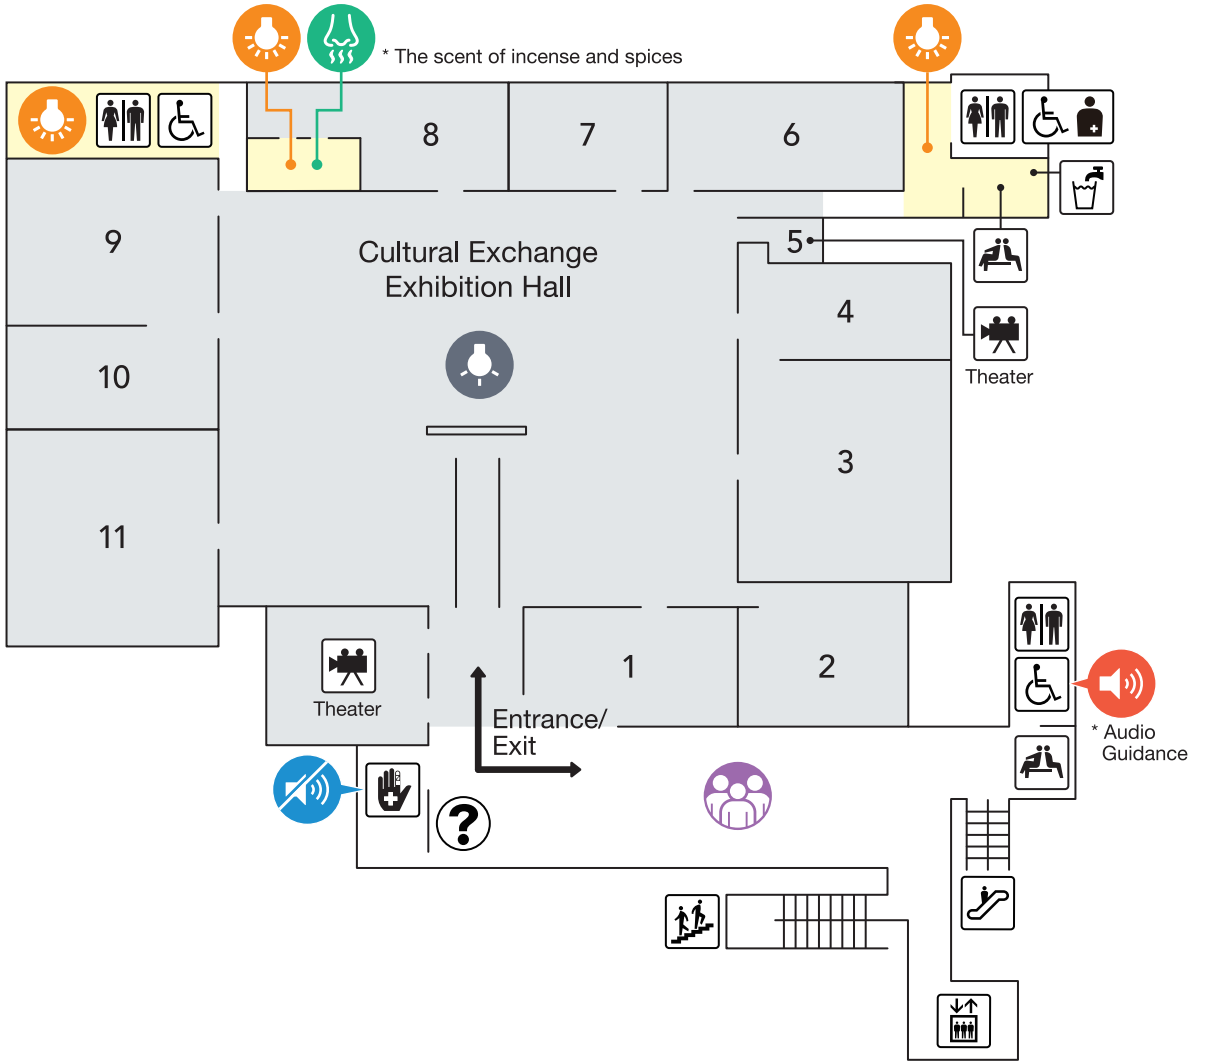 * The scent of incense and spices
8
7
6
9
Cultural Exchange
Exhibition Hall
5
4
10
Theater
3
11
1
2
Theater
Entrance/
Exit
* Audio
Guidance
?